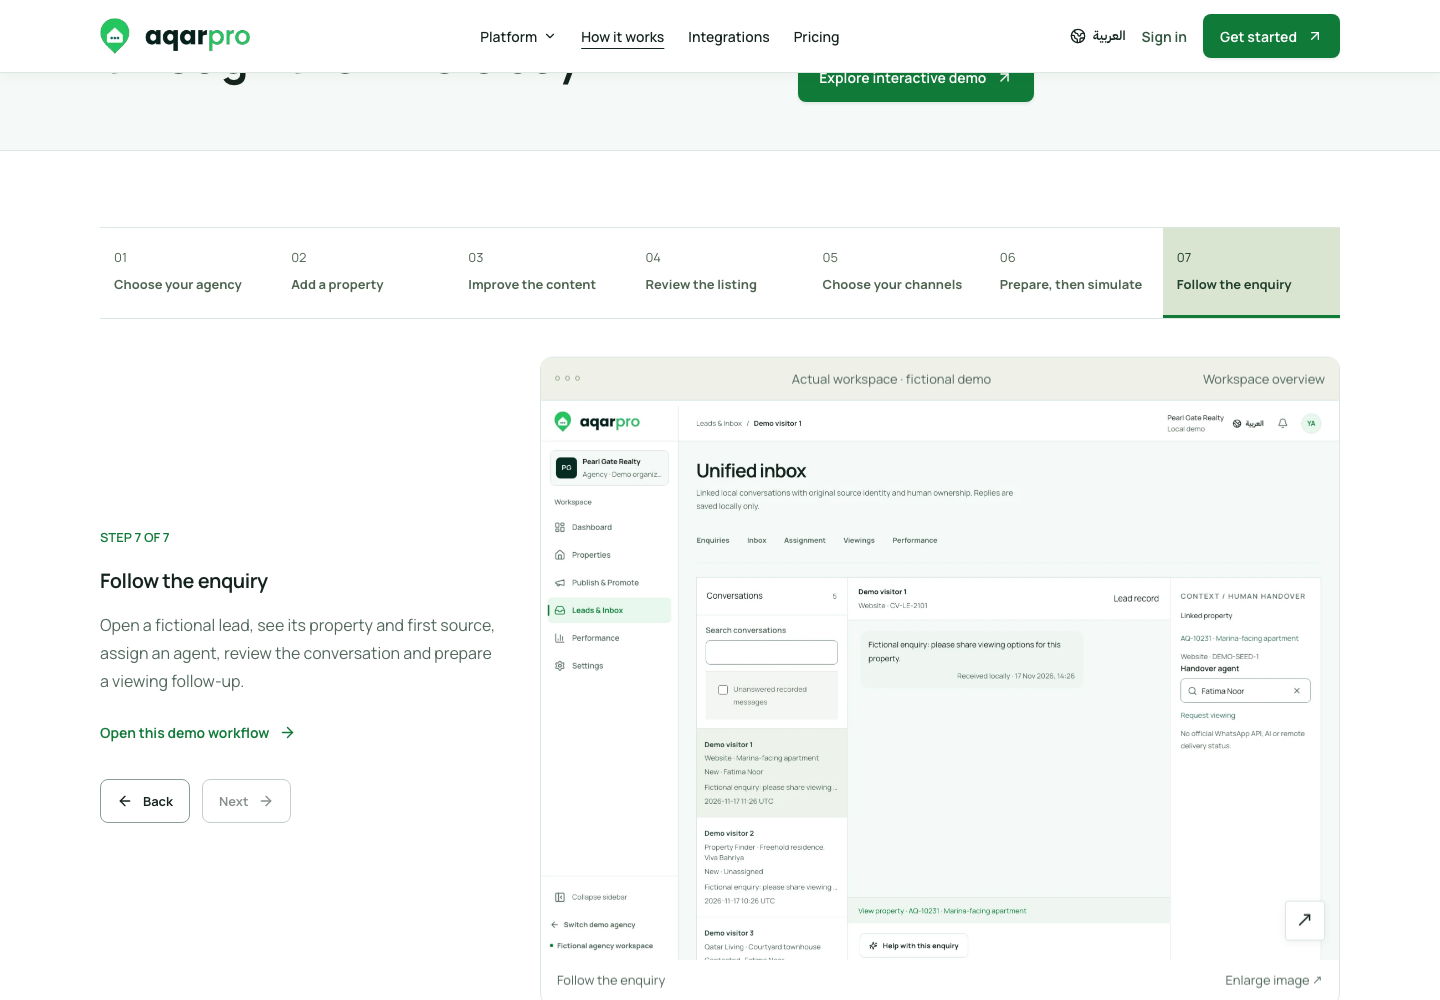 aqarpro
Platform
How it works
Integrations
Pricing
العربية
Sign in
Get started
Explore interactive demo
01
Choose your agency
02
Add a property
03
Improve the content
04
Review the listing
05
Choose your channels
06
Prepare, then simulate
07
Follow the enquiry
STEP 7 OF 7
Follow the enquiry
Open a fictional lead, see its property and first source,
assign an agent, review the conversation and prepare
a viewing follow-up.
Open this demo workflow
Back
Next
Actual workspace · fictional demo
Workspace overview
aqarpro
Leads & Inbox / Demo visitor 1
Pearl Gate Realty
Local demo
العربية
YA
PG
Pearl Gate Realty
Agency · Demo organiz...
Workspace
Dashboard
Properties
Publish & Promote
Leads & Inbox
Performance
Settings
Collapse sidebar
Switch demo agency
Fictional agency workspace
Unified inbox
Linked local conversations with original source identity and human ownership. Replies are
saved locally only.
Enquiries
Inbox
Assignment
Viewings
Performance
Conversations
5
Search conversations
Unanswered recorded
messages
Demo visitor 1
Website · Marina-facing apartment
New · Fatima Noor
Fictional enquiry: please share viewing ...
2026-11-17 11:26 UTC
Demo visitor 2
Property Finder · Freehold residence,
Viva Bahriya
New · Unassigned
Fictional enquiry: please share viewing ...
2026-11-17 10:26 UTC
Demo visitor 3
Qatar Living · Courtyard townhouse
Demo visitor 1
Website · CV-LE-2101
Lead record
Fictional enquiry: please share viewing options for this
property.
Received locally · 17 Nov 2026, 14:26
View property · AQ-10231 · Marina-facing apartment
Help with this enquiry
CONTEXT / HUMAN HANDOVER
Linked property
AQ-10231 · Marina-facing apartment
Website · DEMO-SEED-1
Handover agent
Fatima Noor
Request viewing
No official WhatsApp API, AI or remote
delivery status.
Follow the enquiry
Enlarge image ↗